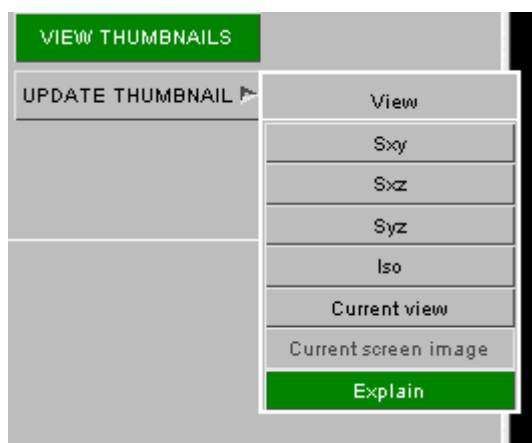 VIEW THUMBNAILS
UPDATE THUMBNAIL
View
Sxy
Sxz
Syz
Iso
Current view
Current screen image
Explain